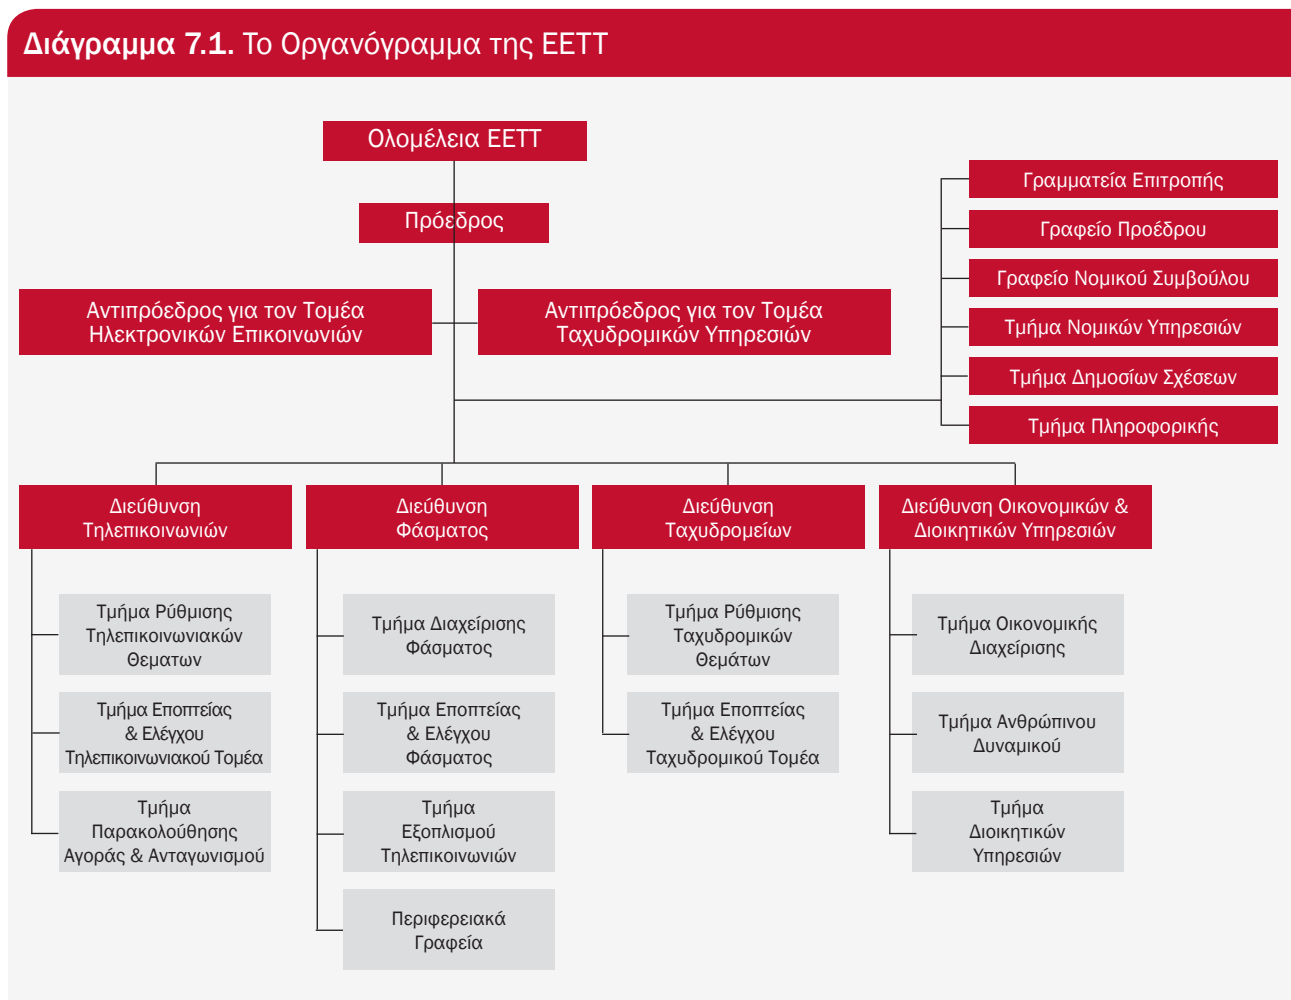 Διάγραμμα 7.1. Το Οργανόγραμμα της ΕΕΤΤ
Ολομέλεια ΕΕΤΤ
Πρόεδρος
Αντιπρόεδρος για τον Τομέα
Ηλεκτρονικών Επικοινωνιών
Αντιπρόεδρος για τον Τομέα
Ταχυδρομικών Υπηρεσιών
Γραμματεία Επιτροπής
Γραφείο Προέδρου
Γραφείο Νομικού Συμβούλου
Τμήμα Νομικών Υπηρεσιών
Τμήμα Δημοσίων Σχέσεων
Τμήμα Πληροφορικής
Διεύθυνση
Τηλεπικοινωνιών
Τμήμα Ρύθμισης
Τηλεπικοινωνιακών
Θεματων
Τμήμα Εποπτείας
& Ελέγχου
Τηλεπικοινωνιακού Τομέα
Τμήμα
Παρακολούθησης
Αγοράς & Ανταγωνισμού
Διεύθυνση
Φάσματος
Τμήμα Διαχείρισης
Φάσματος
Τμήμα Εποπτείας
& Ελέγχου
Φάσματος
Τμήμα
Εξοπλισμού
Τηλεπικοινωνιών
Περιφερειακά
Γραφεία
Διεύθυνση
Ταχυδρομείων
Τμήμα Ρύθμισης
Ταχυδρομικών
Θεμάτων
Τμήμα Εποπτείας
& Ελέγχου
Ταχυδρομικού Τομέα
Διεύθυνση Οικονομικών &
Διοικητικών Υπηρεσιών
Τμήμα Οικονομικής
Διαχείρισης
Τμήμα Ανθρώπινου
Δυναμικού
Τμήμα
Διοικητικών
Υπηρεσιών